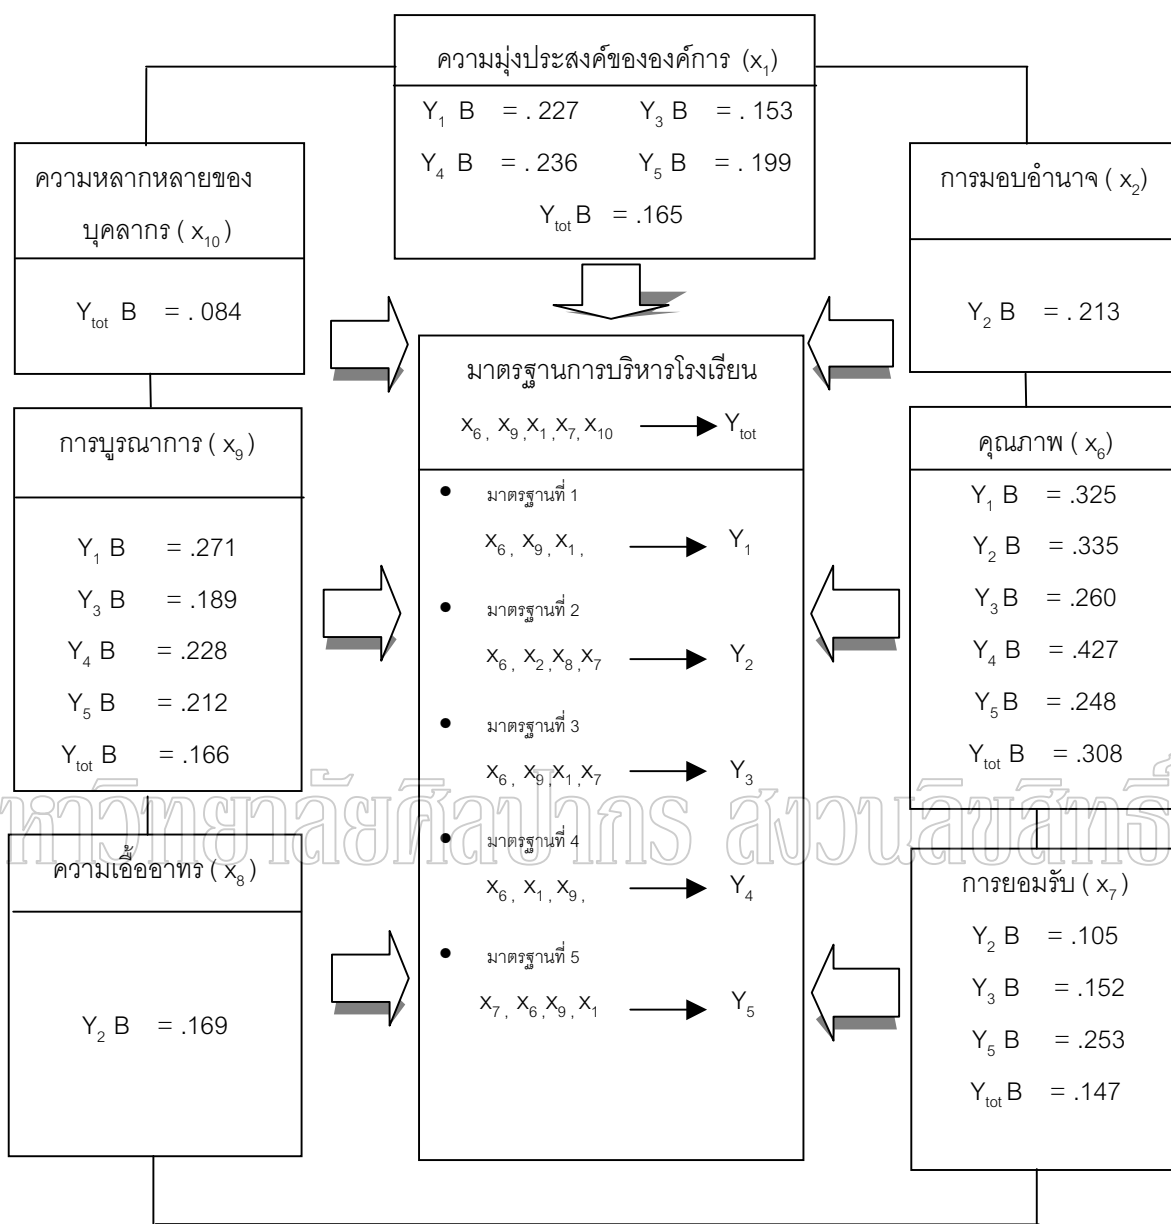 ความมุ่งประสงค์ขององค์การ (x₁)
Y₁ B = . 227 Y₃ B = . 153
Y₄ B = . 236 Y₅ B = . 199
Y_tot B = .165
ความหลากหลายของ
บุคลากร ( x₁₀)
Y_tot B = . 084
การมอบอำนาจ ( x₂)
Y₂ B = . 213
มาตรฐานการบริหารโรงเรียน
x₆ , x₉ ,x₁,x₇, x₁₀ Y_tot
• มาตรฐานที่ 1
x₆ , x₉ , x₁ , Y₁
• มาตรฐานที่ 2
x₆ , x₂ ,x₈ ,x₇ Y₂
• มาตรฐานที่ 3
x₆ , x₉ ,x₁, x₇ Y₃
• มาตรฐานที่ 4
x₆ , x₁ , x₉ , Y₄
• มาตรฐานที่ 5
x₇ , x₆ ,x₉ , x₁ Y₅
การบูรณาการ ( x₉)
Y₁ B = .271
Y₃ B = .189
Y₄ B = .228
Y₅ B = .212
Y_tot B = .166
คุณภาพ ( x₆)
Y₁ B = .325
Y₂ B = .335
Y₃ B = .260
Y₄ B = .427
Y₅ B = .248
Y_tot B = .308
ความเอื้ออาทร ( x₈)
Y₂ B = .169
การยอมรับ ( x₇)
Y₂ B = .105
Y₃ B = .152
Y₅ B = .253
Y_tot B = .147
หาวิทยาลัยศิลปากร สงวนลิขสิทธิ์